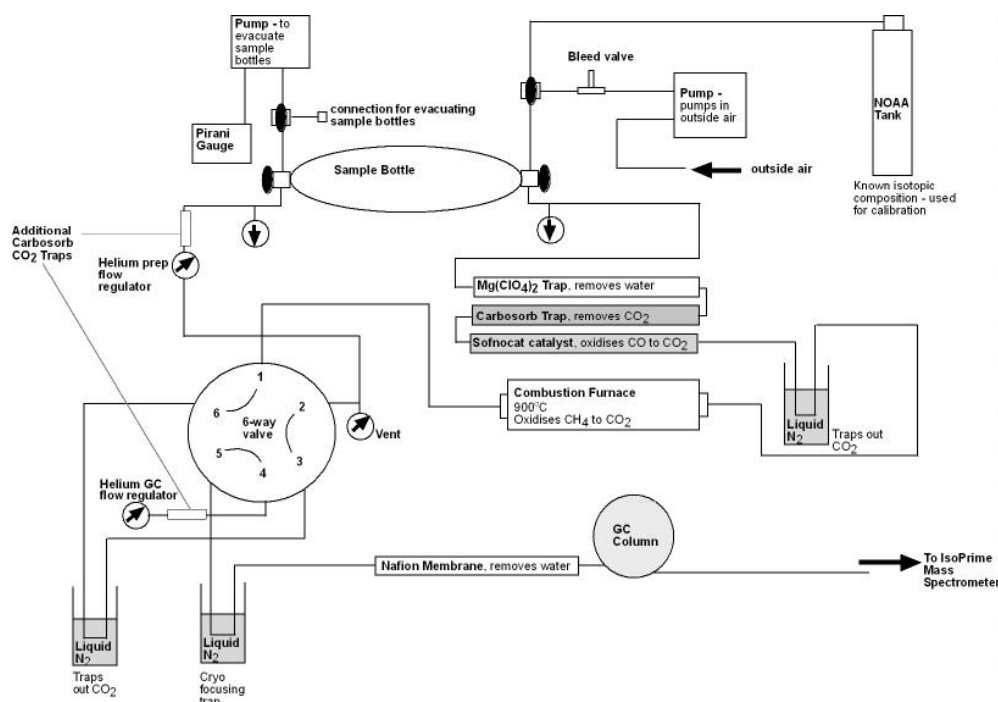 Pump - to
evacuate
sample
bottles
Pirani
Gauge
connection for evacuating
sample bottles
Sample Bottle
Bleed valve
Pump -
pumps in
outside air
outside air
NOAA
Tank
Known isotopic
composition - used
for calibration
Additional
Carbosorb
CO2 Traps
Helium prep
flow
regulator
Mg(ClO4)2 Trap, removes water
Carbosorb Trap, removes CO2
Sofnocat catalyst, oxidises CO to CO2
Combustion Furnace
900°C
Oxidises CH4 to CO2
Liquid
N2
Traps out
CO2
1
2
3
4
5
6
6-way
valve
Vent
Helium GC
flow regulator
GC
Column
Nafion Membrane, removes water
To IsoPrime
Mass
Spectrometer
Liquid
N2
Traps
out CO2
Liquid
N2
Cryo
focusing
trap